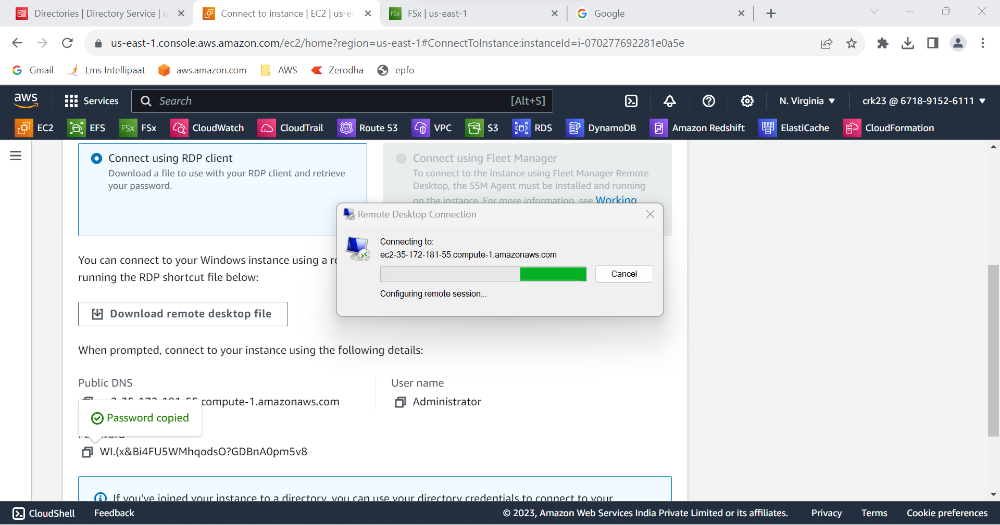 Directories | Directory Service | u
Connect to instance | EC2 | us-ea
FSx FSx | us-east-1
Google
us-east-1.console.aws.amazon.com/ec2/home?region=us-east-1#ConnectToInstance:instanceId=i-070277692281e0a5e
Gmail Lms Intellipaat aws.amazon.com AWS Zerodha epfo
aws Services Search [Alt+S] N. Virginia ▼ crk23 @ 6718-9152-6111 ▼
EC2 EFS FSx FSx CloudWatch CloudTrail 53 Route 53 VPC S3 RDS DynamoDB Amazon Redshift ElastiCache CloudFormation
Connect using RDP client
Download a file to use with your RDP client and retrieve
your password.
Connect using Fleet Manager
To connect to the instance using Fleet Manager Remote
Desktop, the SSM Agent must be installed and running
on the instance. For more information, see Working
Remote Desktop Connection
Connecting to:
ec2-35-172-181-55.compute-1.amazonaws.com
Cancel
Configuring remote session...
You can connect to your Windows instance using a re
running the RDP shortcut file below:
Download remote desktop file
When prompted, connect to your instance using the following details:
Public DNS
2-35-172-181-55.compute-1.amazonaws.com
User name
Administrator
Password copied
Password
WI.(x&Bi4FU5WMhqodsO?GDBnA0pm5v8
If you've joined your instance to a directory, you can use your directory credentials to connect to your
CloudShell Feedback © 2023, Amazon Web Services India Private Limited or its affiliates. Privacy Terms Cookie preferences